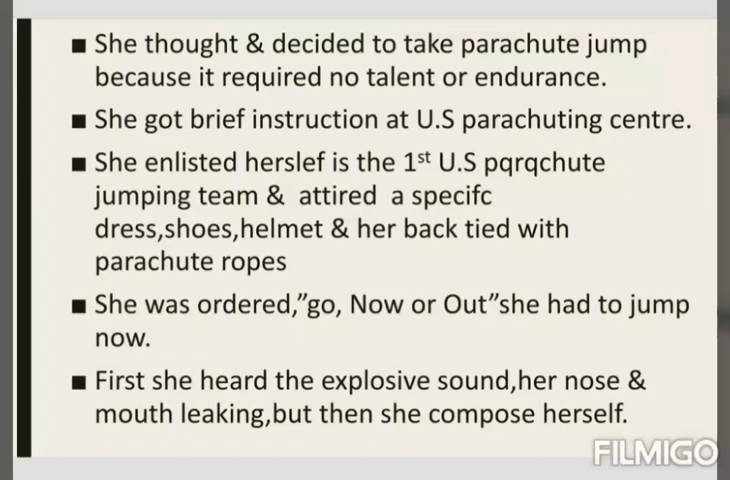 ▪ She thought & decided to take parachute jump
because it required no talent or endurance.
▪ She got brief instruction at U.S parachuting centre.
▪ She enlisted herslef is the 1st U.S pqrqchute
jumping team & attired a specifc
dress,shoes,helmet & her back tied with
parachute ropes
▪ She was ordered,”go, Now or Out”she had to jump
now.
▪ First she heard the explosive sound,her nose &
mouth leaking,but then she compose herself.
FILMIGO